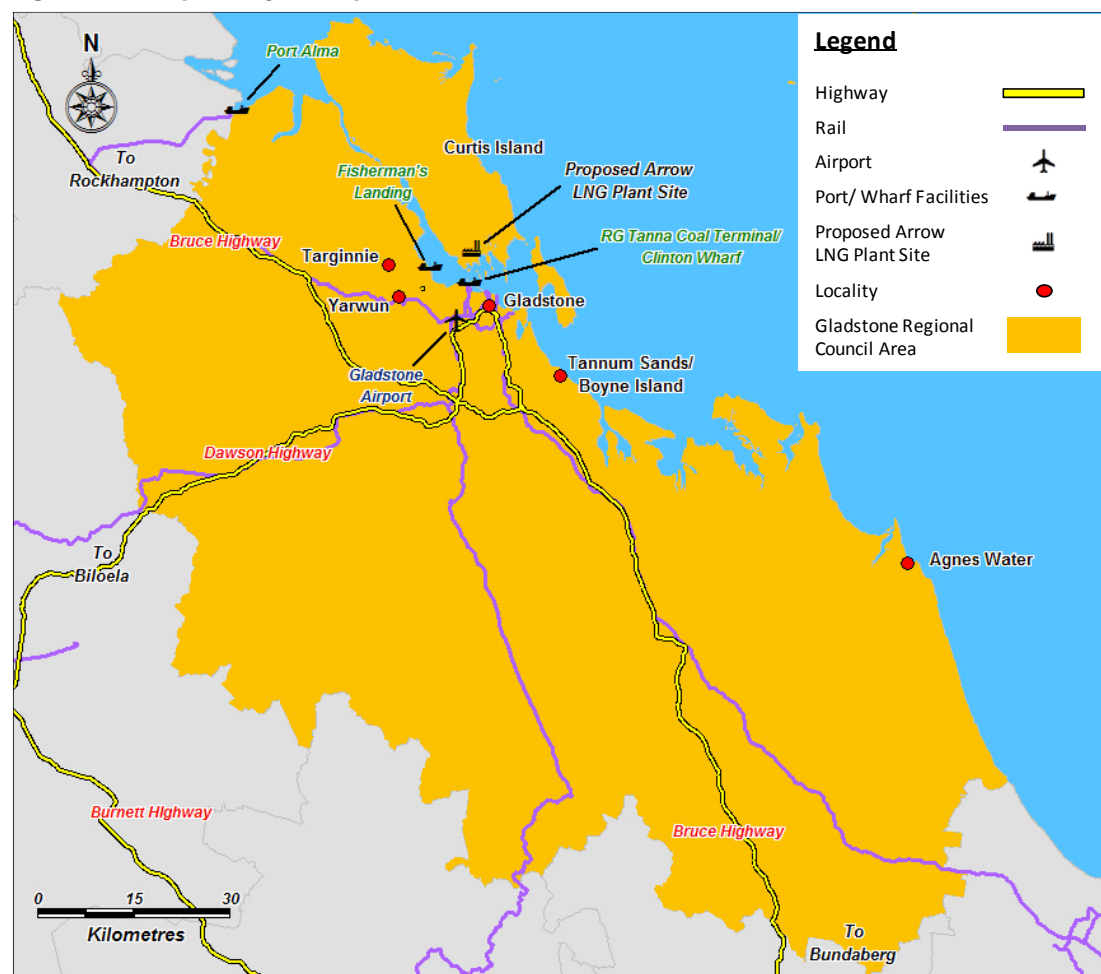 Port Alma
N
To
Rockhampton
Curtis Island
Fisherman's
Landing
Proposed Arrow
LNG Plant Site
Bruce Highway
Targinnie
RG Tanna Coal Terminal/
Clinton Wharf
Yarwun
Gladstone
Gladstone
Airport
Tannum Sands/
Boyne Island
Dawson Highway
To
Biloela
Agnes Water
Burnett Highway
Bruce Highway
To
Bundaberg
0 15 30
Kilometres
Legend
Highway
Rail
Airport
Port/ Wharf Facilities
Proposed Arrow
LNG Plant Site
Locality
Gladstone Regional
Council Area